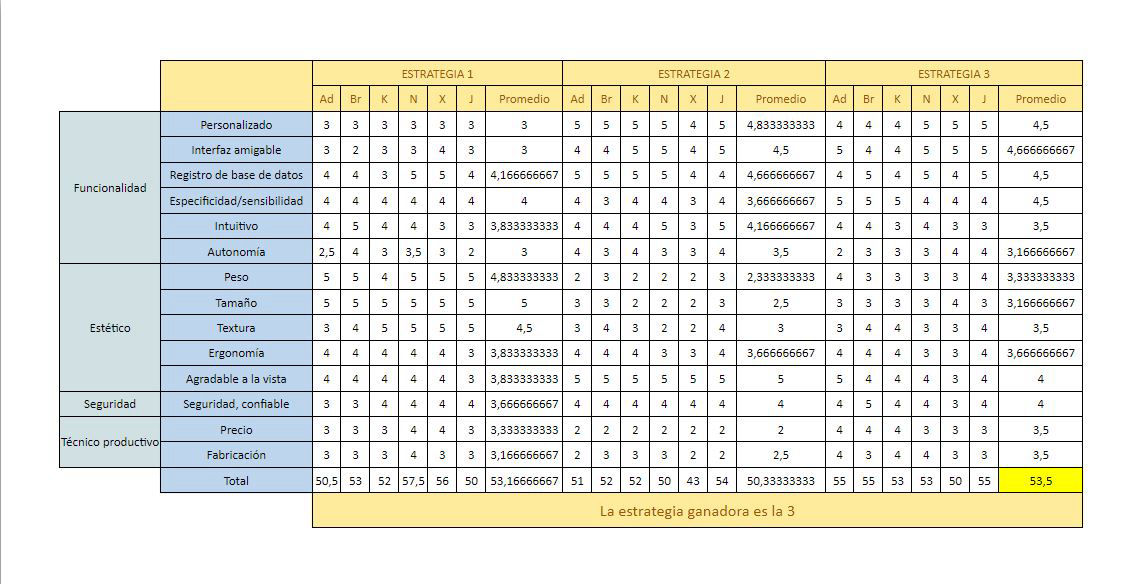 ESTRATEGIA 1 ESTRATEGIA 2 ESTRATEGIA 3
Ad Br K N X J Promedio Ad Br K N X J Promedio Ad Br K N X J Promedio
Funcionalidad
Personalizado 3 3 3 3 3 3 3 5 5 5 5 4 5 4,833333333 4 4 4 5 5 5 4,5
Interfaz amigable 3 2 3 3 4 3 3 4 4 5 5 4 5 4,5 5 4 4 5 5 5 4,666666667
Registro de base de datos 4 4 3 5 5 4 4,166666667 5 5 5 5 4 4 4,666666667 4 5 4 5 4 5 4,5
Especificidad/sensibilidad 4 4 4 4 4 4 4 4 3 4 4 3 4 3,666666667 5 5 5 4 4 4 4,5
Intuitivo 4 5 4 4 3 3 3,833333333 4 4 4 5 3 5 4,166666667 4 4 3 4 3 3 3,5
Autonomía 2,5 4 3 3,5 3 2 3 4 3 4 3 3 4 3,5 2 3 3 3 4 4 3,166666667
Estético
Peso 5 5 4 5 5 5 4,833333333 2 3 2 2 2 3 2,333333333 4 3 3 3 3 4 3,333333333
Tamaño 5 5 5 5 5 5 5 3 3 2 2 2 3 2,5 3 3 3 3 4 3 3,166666667
Textura 3 4 5 5 5 5 4,5 3 4 3 2 2 4 3 3 4 4 3 3 4 3,5
Ergonomía 4 4 4 4 4 3 3,833333333 4 4 4 3 3 4 3,666666667 4 4 4 3 3 4 3,666666667
Agradable a la vista 4 4 4 4 4 3 3,833333333 5 5 5 5 5 5 5 5 4 4 4 3 4 4
Seguridad
Seguridad, confiable 3 3 4 4 4 4 3,666666667 4 4 4 4 4 4 4 4 5 4 4 3 4 4
Técnico productivo
Precio 3 3 3 4 4 3 3,333333333 2 2 2 2 2 2 2 4 4 4 3 3 3 3,5
Fabricación 3 3 3 4 3 3 3,166666667 2 3 3 3 2 2 2,5 4 3 4 4 3 3 3,5
Total 50,5 53 52 57,5 56 50 53,16666667 51 52 52 50 43 54 50,33333333 55 55 53 53 50 55 53,5
La estrategia ganadora es la 3